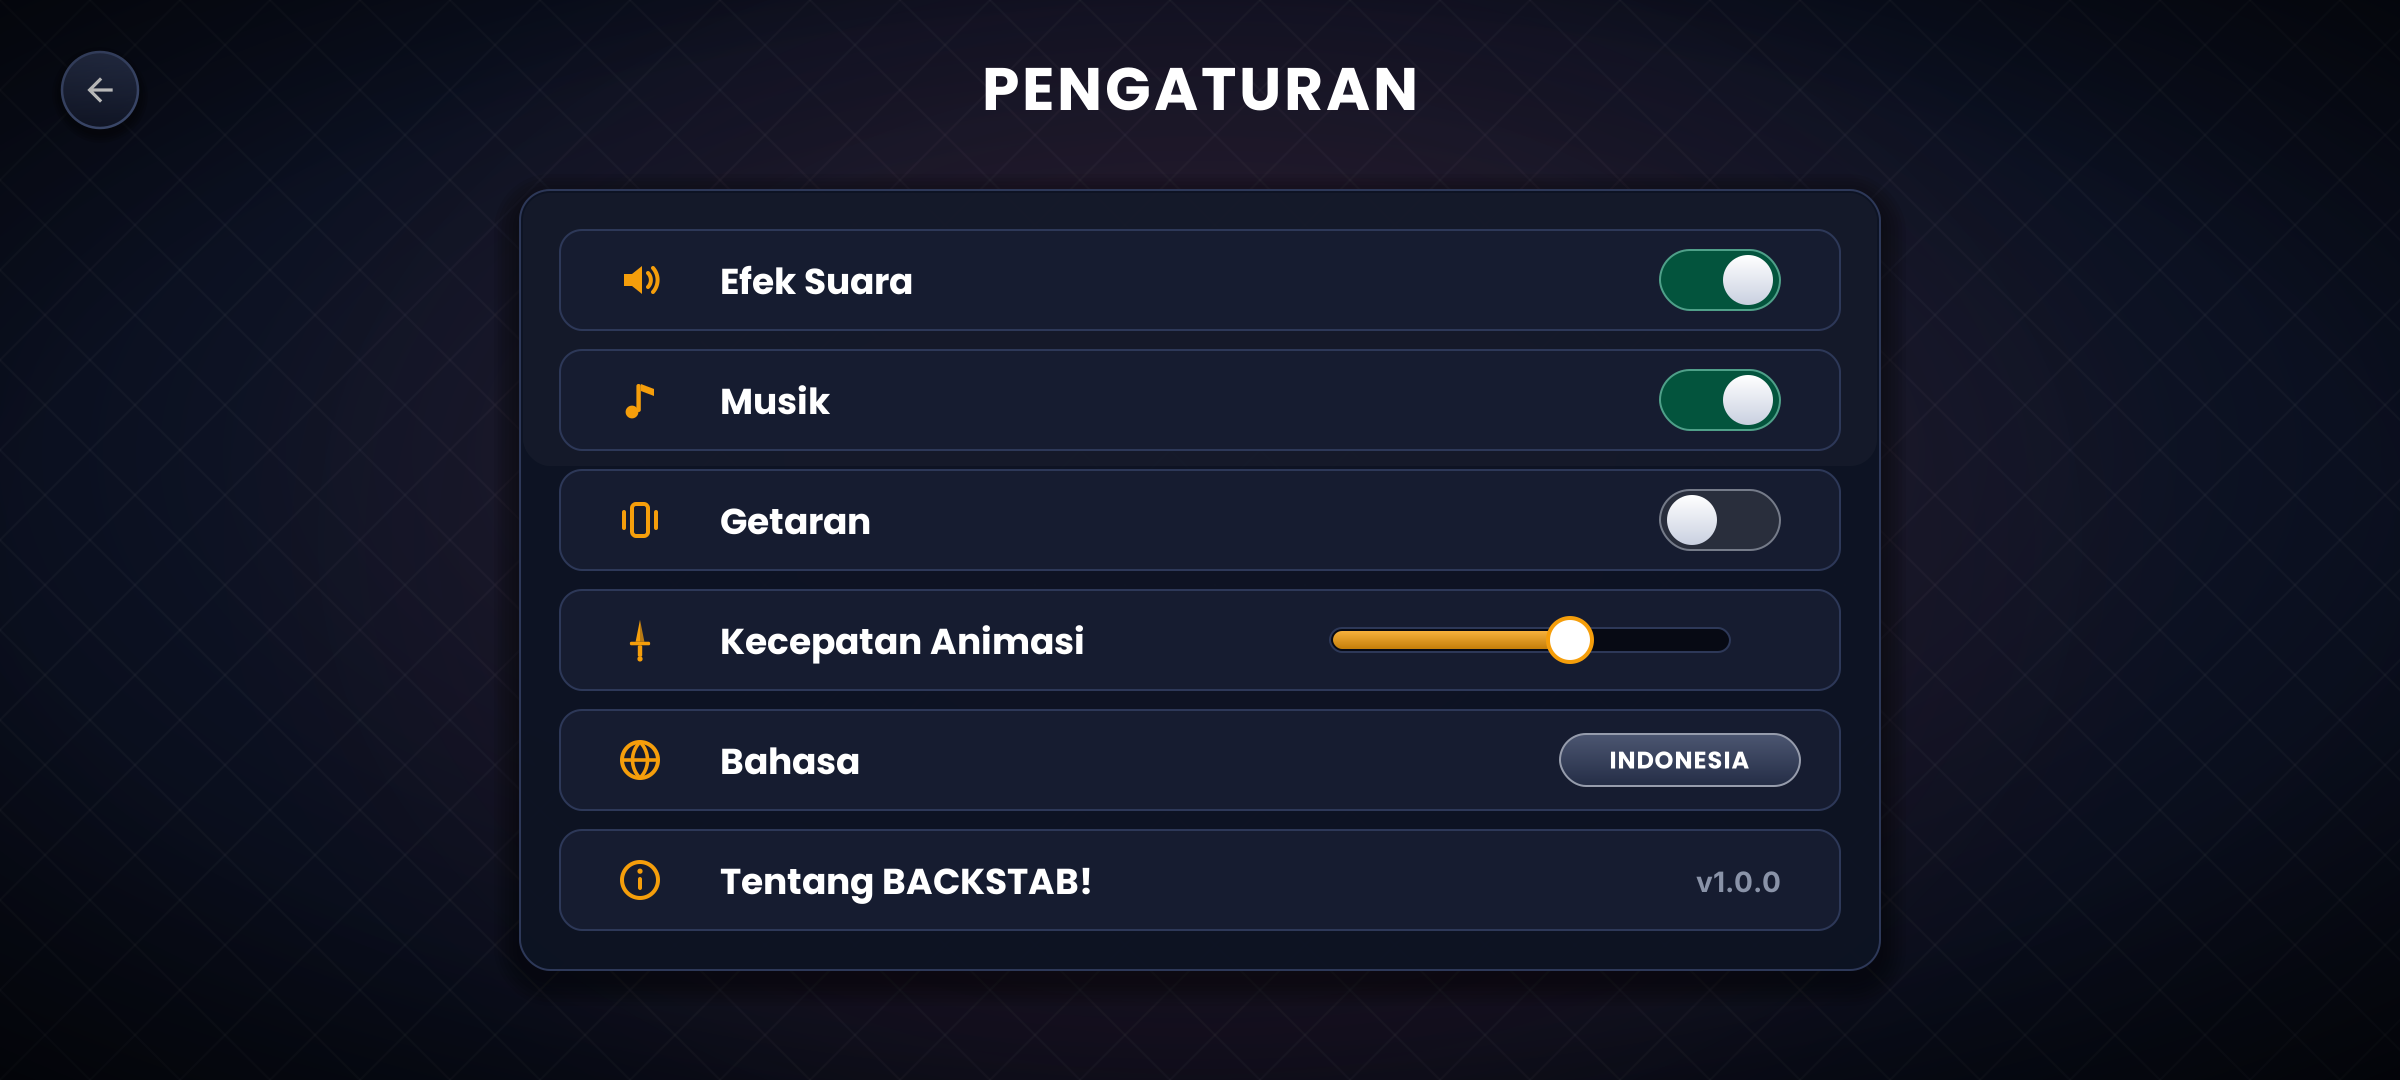 PENGATURAN
Efek Suara
Musik
Getaran
Kecepatan Animasi
Bahasa
INDONESIA
Tentang BACKSTAB!
v1.0.0